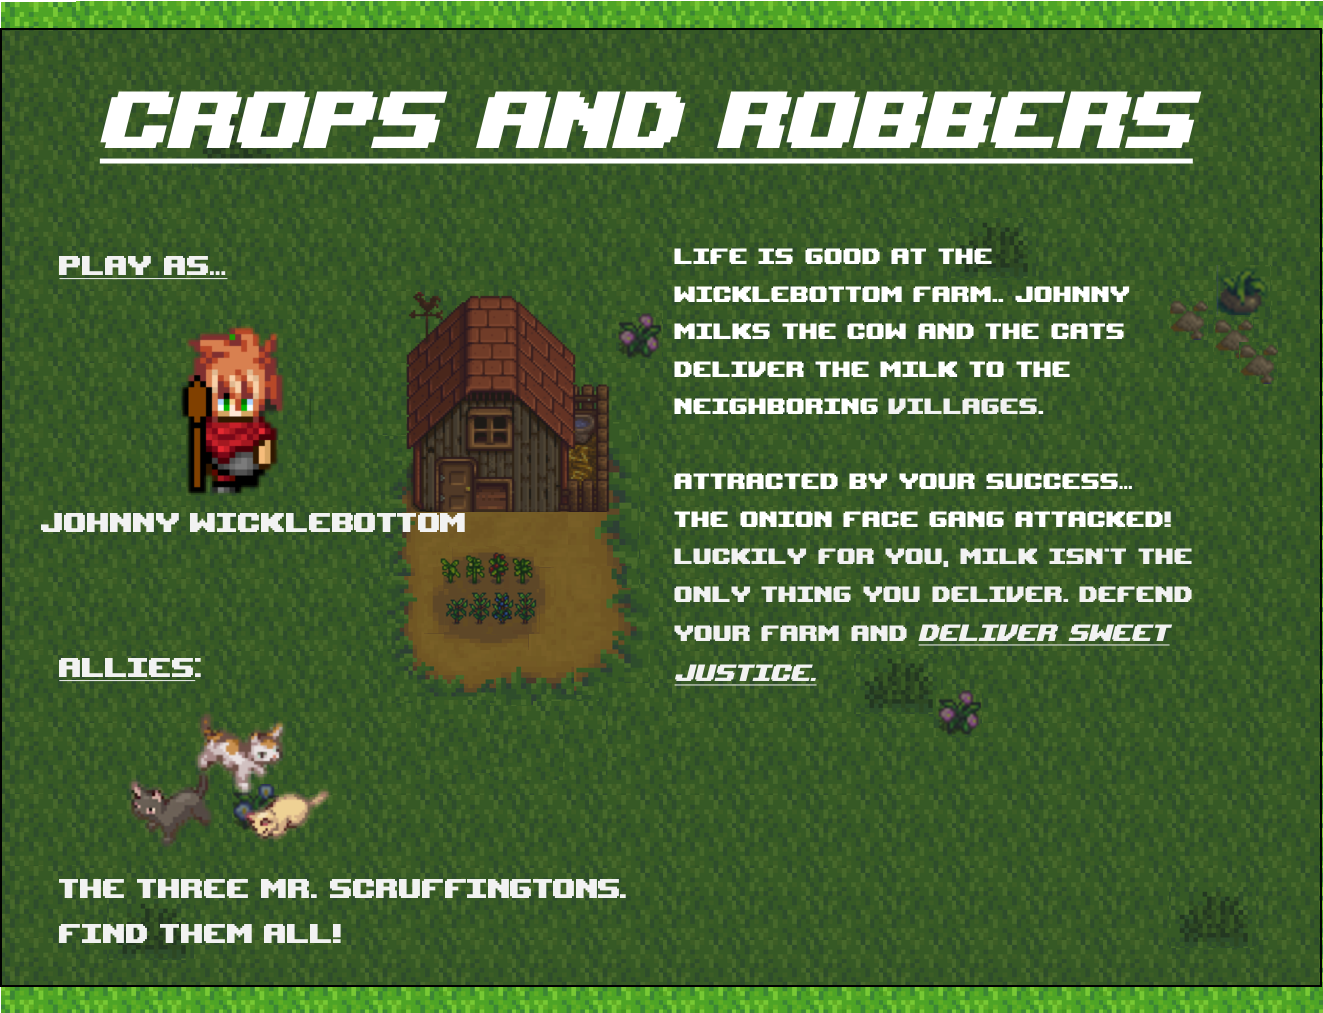 CROPS AND ROBBERS
PLAY AS...
JOHNNY WICKLEBOTTOM
ALLIES:
THE THREE MR. SCRUFFINGTONS.
FIND THEM ALL!
LIFE IS GOOD AT THE
WICKLEBOTTOM FARM.. JOHNNY
MILKS THE COW AND THE CATS
DELIVER THE MILK TO THE
NEIGHBORING VILLAGES.
ATTRACTED BY YOUR SUCCESS...
THE ONION FACE GANG ATTACKED!
LUCKILY FOR YOU, MILK ISN'T THE
ONLY THING YOU DELIVER. DEFEND
YOUR FARM AND DELIVER SWEET
JUSTICE.